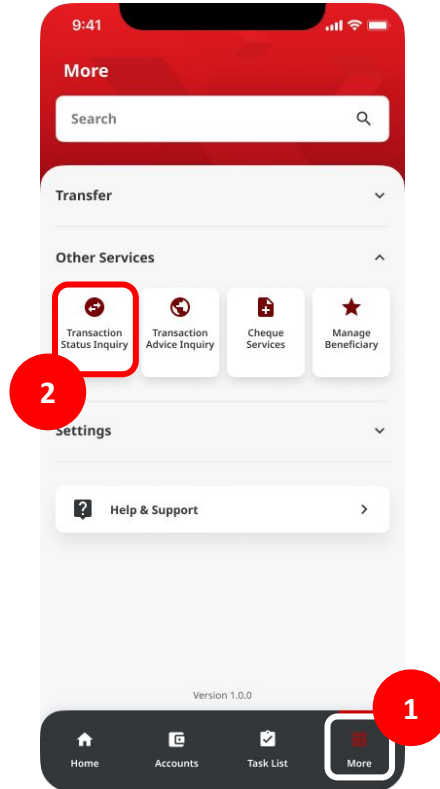 9:41
More
Search
Transfer
Other Services
Transaction
Status Inquiry
Transaction
Advice Inquiry
Cheque
Services
Manage
Beneficiary
2
Settings
Help & Support
Version 1.0.0
1
Home
Accounts
Task List
More